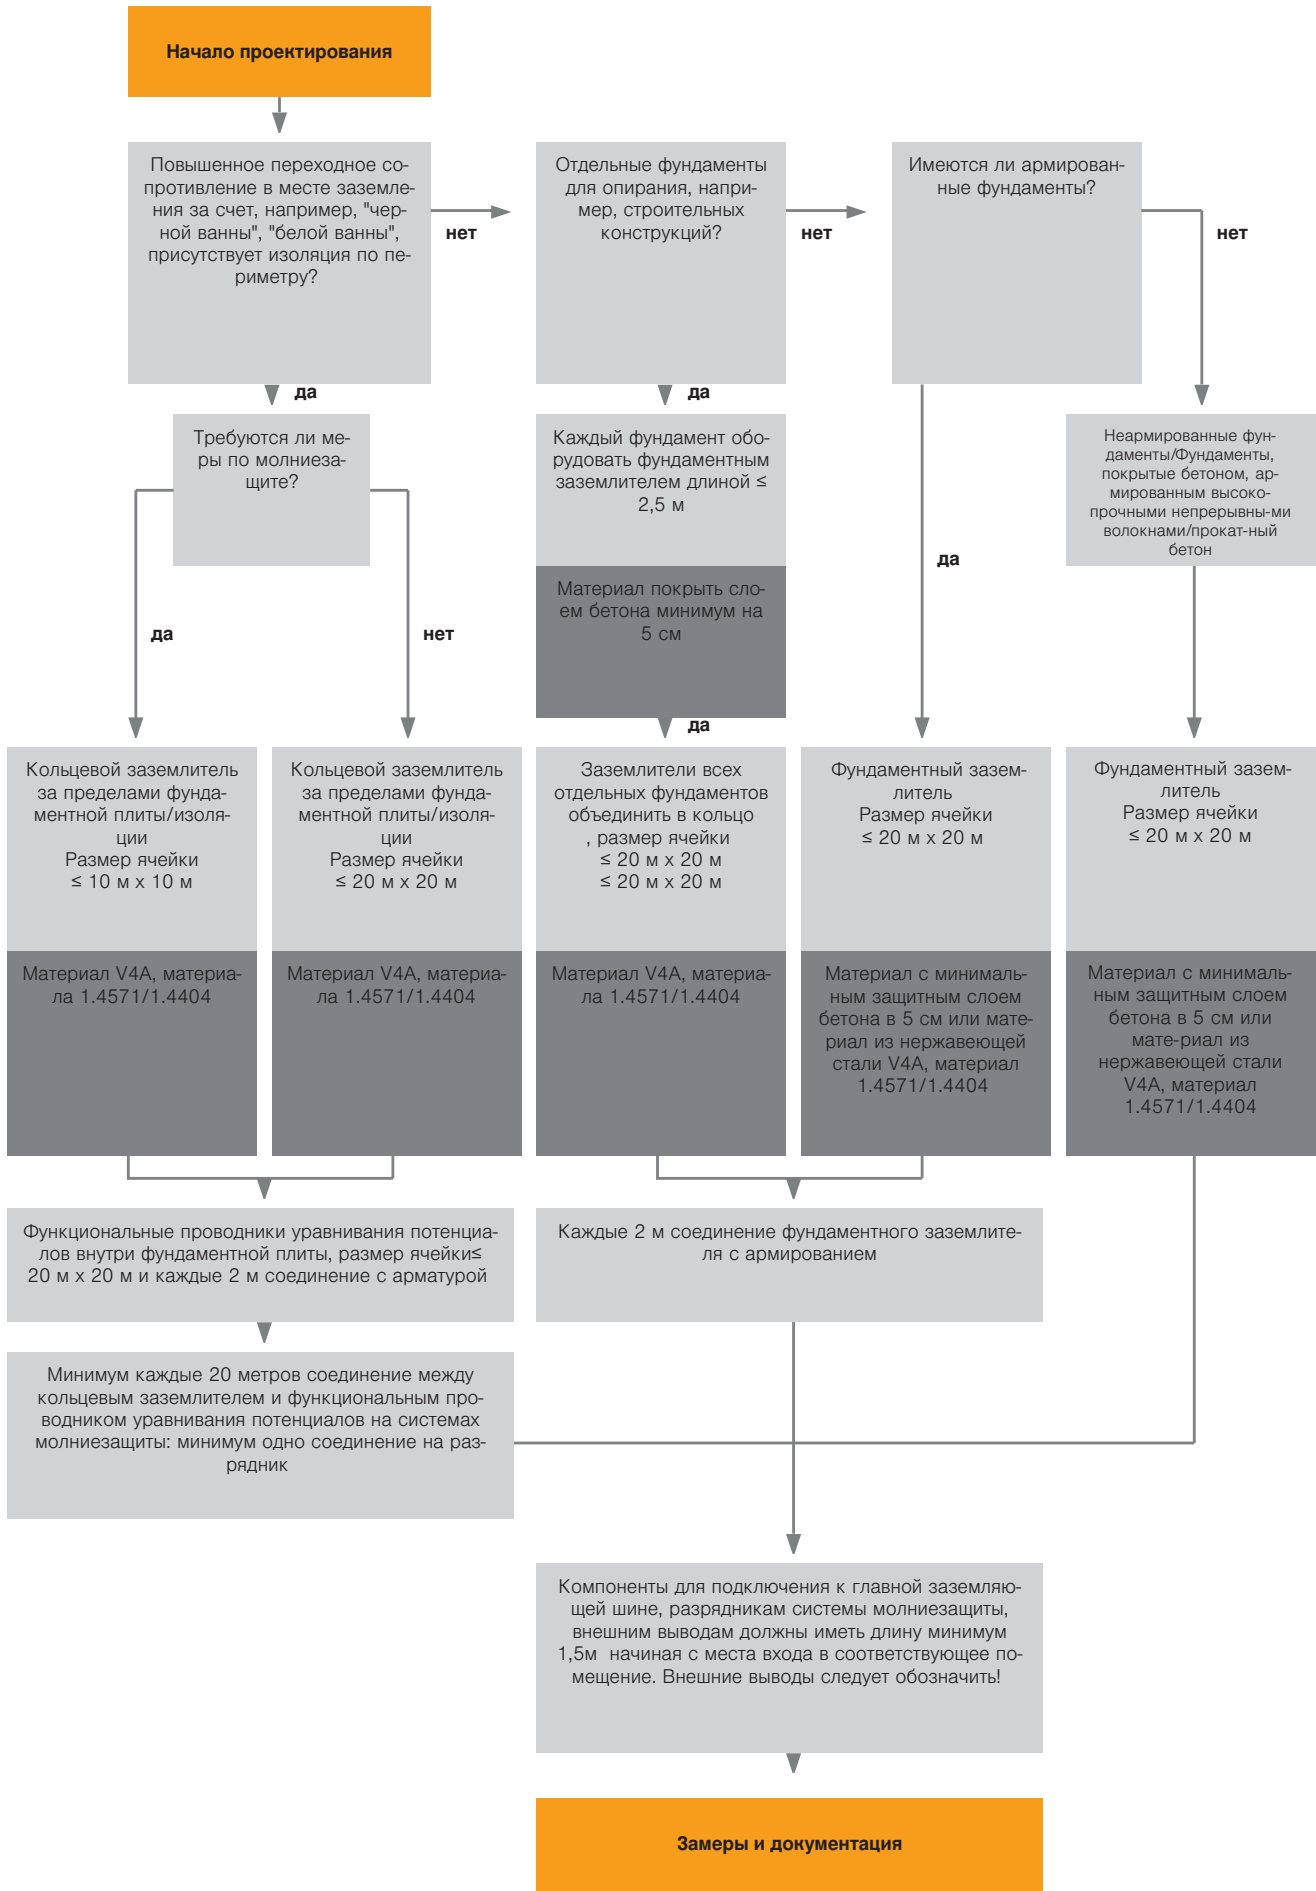 Начало проектирования
Повышенное переходное со-
противление в месте заземле-
ния за счет, например, "чер-
ной ванны", "белой ванны",
присутствует изоляция по пе-
риметру?
нет
Отдельные фундаменты
для опирания, напри-
мер, строительных
конструкций?
нет
Имеются ли армирован-
ные фундаменты?
нет
да
Требуются ли ме-
ры по молниеза-
щите?
да
нет
да
Каждый фундамент обо-
рудовать фундаментным
заземлителем длиной ≤
2,5 м
Материал покрыть сло-
ем бетона минимум на
5 см
да
да
Неармированные фун-
даменты/Фундаменты,
покрытые бетоном, ар-
мированным высоко-
прочными непрерывны-ми
волокнами/прокат-ный
бетон
Кольцевой заземлитель
за пределами фунда-
ментной плиты/изоля-
ции
Размер ячейки
≤ 10 м x 10 м
Материал V4A, материа-
ла 1.4571/1.4404
Кольцевой заземлитель
за пределами фунда-
ментной плиты/изоля-
ции
Размер ячейки
≤ 20 м x 20 м
Материал V4A, материа-
ла 1.4571/1.4404
Заземлители всех
отдельных фундаментов
объединить в кольцо
, размер ячейки
≤ 20 м x 20 м
≤ 20 м x 20 м
Материал V4A, материа-
ла 1.4571/1.4404
Фундаментный зазем-
литель
Размер ячейки
≤ 20 м x 20 м
Материал с минималь-
ным защитным слоем
бетона в 5 см или мате-
риал из нержавеющей
стали V4A, материал
1.4571/1.4404
Фундаментный зазем-
литель
Размер ячейки
≤ 20 м x 20 м
Материал с минималь-
ным защитным слоем
бетона в 5 см или
мате-риал из
нержавеющей стали
V4A, материал
1.4571/1.4404
Функциональные проводники уравнивания потенциа-
лов внутри фундаментной плиты, размер ячейки≤
20 м x 20 м и каждые 2 м соединение с арматурой
Каждые 2 м соединение фундаментного заземлите-
ля с армированием
Минимум каждые 20 метров соединение между
кольцевым заземлителем и функциональным про-
водником уравнивания потенциалов на системах
молниезащиты: минимум одно соединение на раз-
рядник
Компоненты для подключения к главной заземляю-
щей шине, разрядникам системы молниезащиты,
внешним выводам должны иметь длину минимум
1,5м  начиная с места входа в соответствующее по-
мещение. Внешние выводы следует обозначить!
Замеры и документация